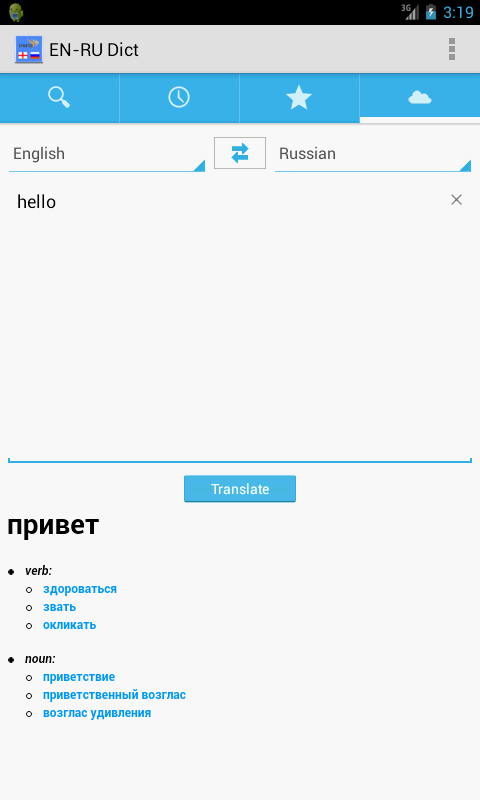 3G
3:19
EN-RU Dict
English
Russian
hello
Translate
привет
verb:
здороваться
звать
окликать
noun:
приветствие
приветственный возглас
возглас удивления